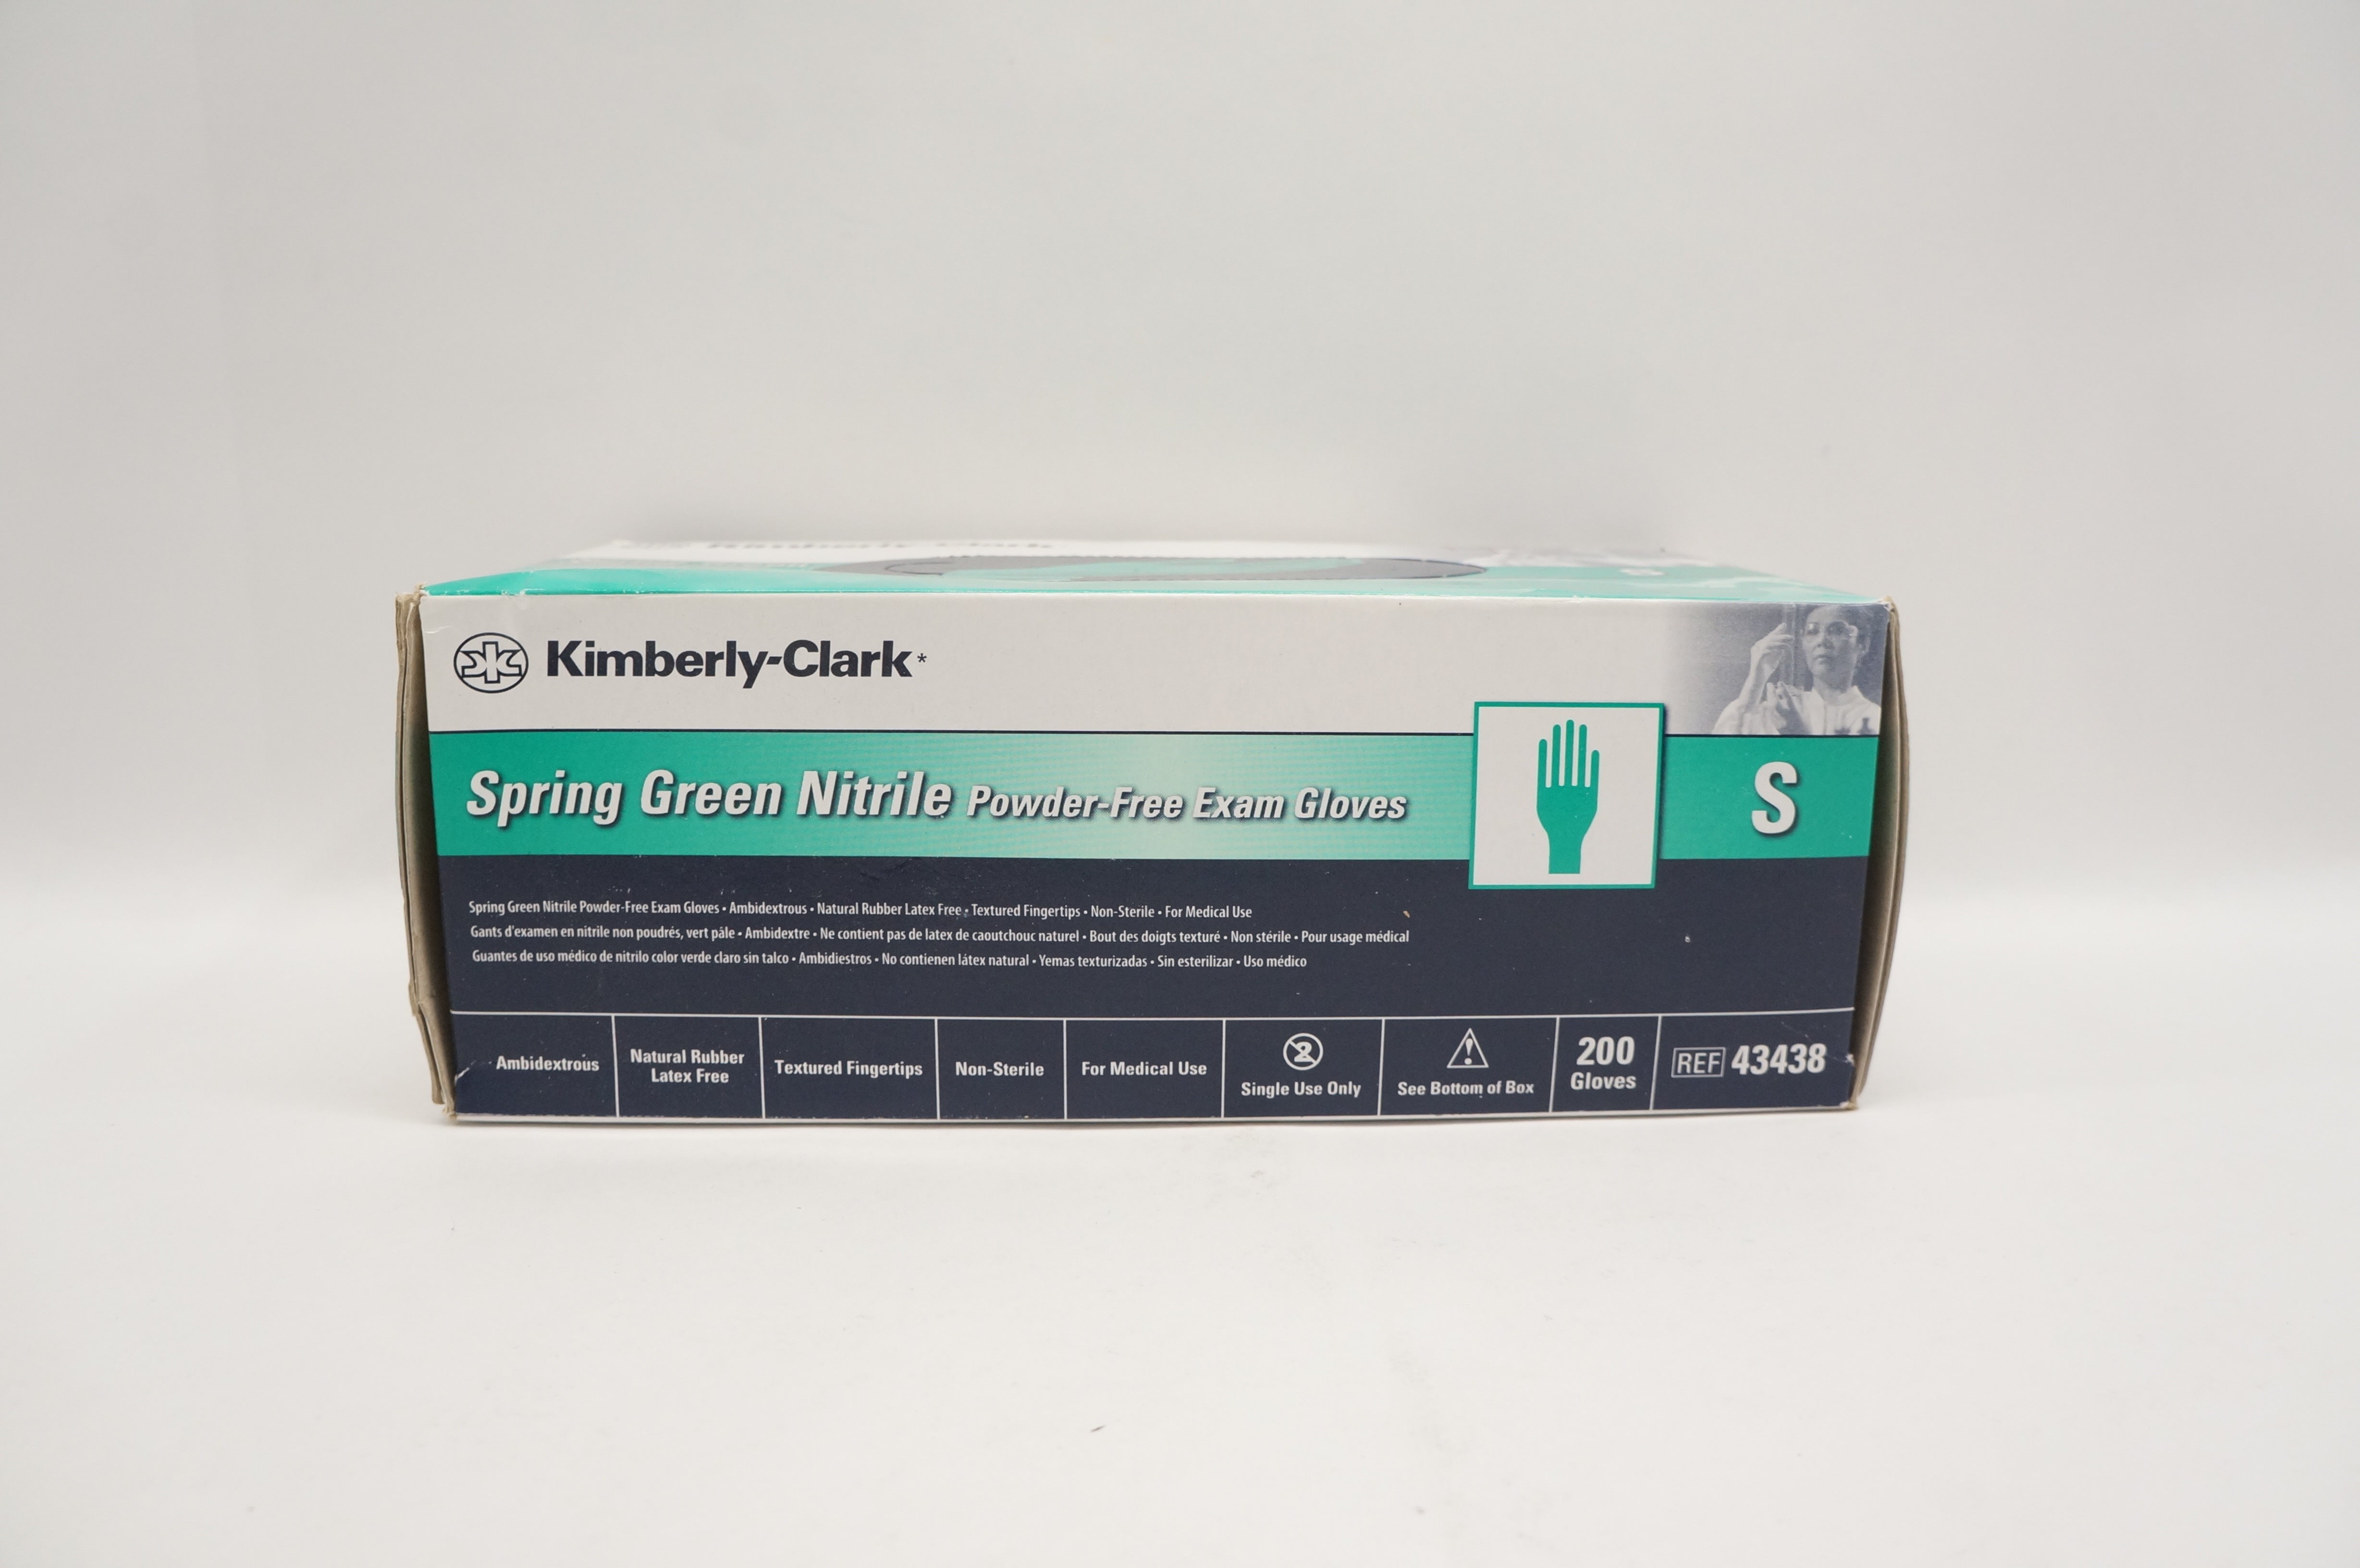 Kimberly-Clark
Kimberly-Clark*
Spring Green Nitrile Powder-Free Exam Gloves
S
Spring Green Nitrile Powder-Free Exam Gloves • Ambidextrous • Natural Rubber Latex Free • Textured Fingertips • Non-Sterile • For Medical Use
Gants d'examen en nitrile non poudrés, vert pâle • Ambidextre • Ne contient pas de latex de caoutchouc naturel • Bout des doigts texturé • Non stérile • Pour usage médical
Guantes de uso médico de nitrilo color verde claro sin talco • Ambidiestros • No contienen látex natural • Yemas texturizadas • Sin esterilizar • Uso médico
Ambidextrous
Natural Rubber
Latex Free
Textured Fingertips
Non-Sterile
For Medical Use
2
Single Use Only
!
See Bottom of Box
200
Gloves
REF 43438